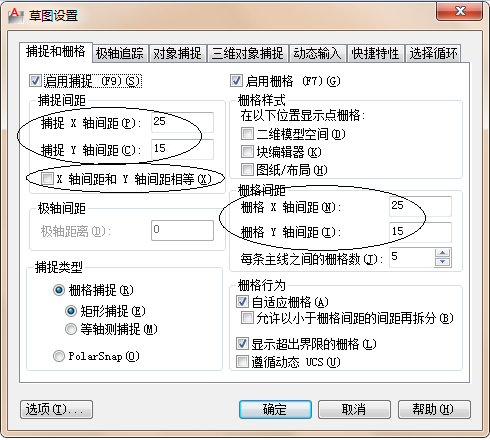 草图设置
捕捉和栅格 极轴追踪 对象捕捉 三维对象捕捉 动态输入 快捷特性 选择循环
启用捕捉 (F9)(S)
捕捉间距
捕捉 X 轴间距(P): 25
捕捉 Y 轴间距(C): 15
X 轴间距和 Y 轴间距相等(X)
极轴间距
极轴距离(D): 0
捕捉类型
栅格捕捉(R)
矩形捕捉(E)
等轴测捕捉(M)
PolarSnap(O)
启用栅格 (F7)(G)
栅格样式
在以下位置显示点栅格:
二维模型空间(D)
块编辑器(K)
图纸/布局(H)
栅格间距
栅格 X 轴间距(N): 25
栅格 Y 轴间距(I): 15
每条主线之间的栅格数(J): 5
栅格行为
自适应栅格(A)
允许以小于栅格间距的间距再拆分(B)
显示超出界限的栅格(L)
遵循动态 UCS(U)
选项(T)... 确定 取消 帮助(H)